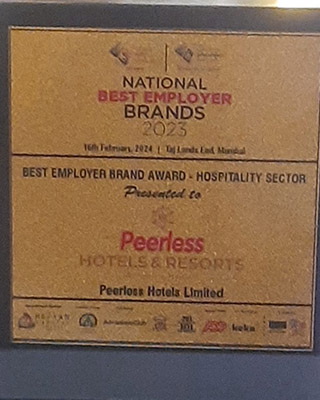 NATIONAL
BEST EMPLOYER
BRANDS
2023
16th February, 2024 | Taj Lands End, Mumbai
BEST EMPLOYER BRAND AWARD - HOSPITALITY SECTOR
Presented to
Peerless
HOTELS & RESORTS
Peerless Hotels Limited
keka